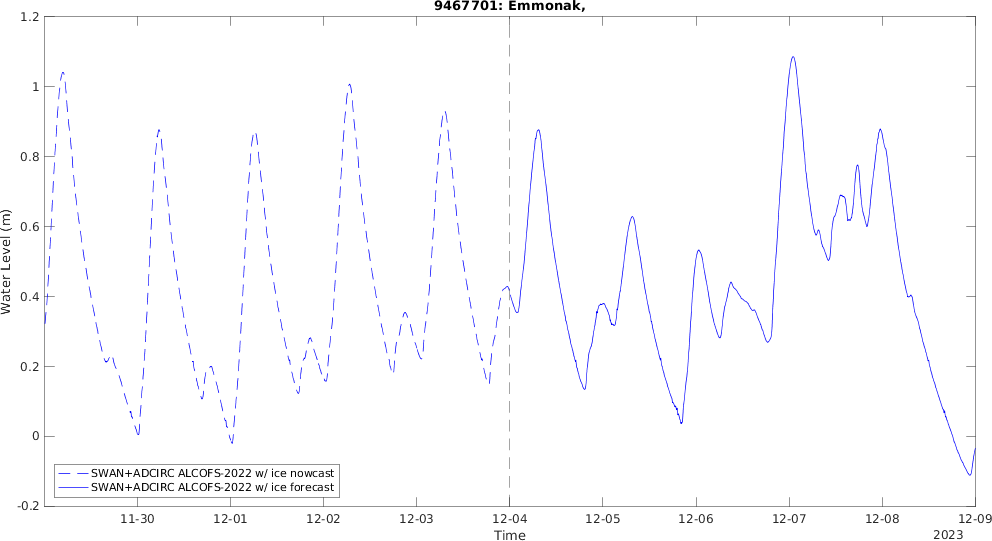 9467701: Emmonak,
1.2
1
0.8
0.6
0.4
0.2
0
-0.2
Water Level (m)
SWAN+ADCIRC ALCOFS-2022 w/ ice nowcast
SWAN+ADCIRC ALCOFS-2022 w/ ice forecast
11-30 12-01 12-02 12-03 12-04 12-05 12-06 12-07 12-08 12-09
Time
2023